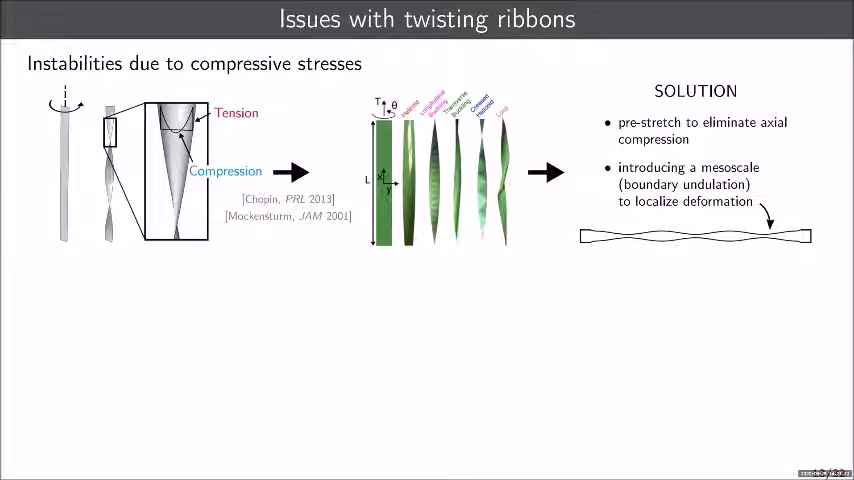 Issues with twisting ribbons
Instabilities due to compressive stresses
Tension
Compression
[Chopin, PRL 2013]
[Mockensturm, JAM 2001]
T
θ
L
x
y
Helicoid
Longitudinal
Buckling
Transverse
Buckling
Creased
Helicoid
Loop
SOLUTION
• pre-stretch to eliminate axial
compression
• introducing a mesoscale
(boundary undulation)
to localize deformation